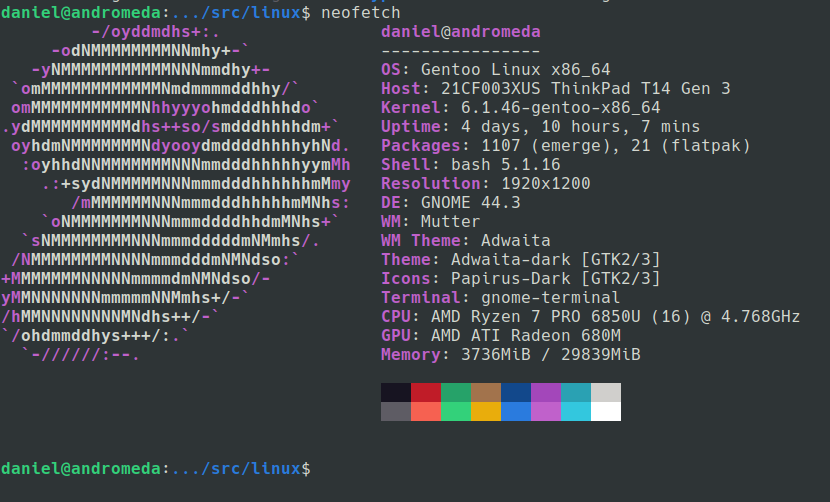 daniel@andromeda:.../src/linux$ neofetch
         -/oyddmdhs+:.                daniel@andromeda
     -odNMMMMMMMMNNmhy+-`             ----------------
   -yNMMMMMMMMMMMNNNmmdhy+-           OS: Gentoo Linux x86_64
 `omMMMMMMMMMMMMNmdmmmmddhhy/`        Host: 21CF003XUS ThinkPad T14 Gen 3
 omMMMMMMMMMMMNhhyyyohmdddhhhdo`      Kernel: 6.1.46-gentoo-x86_64
.ydMMMMMMMMMMdhs++so/smdddhhhhdm+`    Uptime: 4 days, 10 hours, 7 mins
 oyhdmNMMMMMMMNdyooydmddddhhhhyhNd.   Packages: 1107 (emerge), 21 (flatpak)
  :oyhhdNNMMMMMMMNNNmmdddhhhhhyymMh   Shell: bash 5.1.16
    .:+sydNMMMMMNNNmmmdddhhhhhhmMmy   Resolution: 1920x1200
       /mMMMMMMNNNmmmdddhhhhhmMNhs:   DE: GNOME 44.3
    `oNMMMMMMMNNNmmmddddhhdmMNhs+`    WM: Mutter
  `sNMMMMMMMMNNNmmmdddddmNMmhs/.      WM Theme: Adwaita
 /NMMMMMMMMNNNNmmmdddmNMNdso:`        Theme: Adwaita-dark [GTK2/3]
+MMMMMMMNNNNNmmmmdmNMNdso/-           Icons: Papirus-Dark [GTK2/3]
yMMNNNNNNNmmmmmNNMmhs+/-`             Terminal: gnome-terminal
/hMMNNNNNNNNMNdhs++/-`                CPU: AMD Ryzen 7 PRO 6850U (16) @ 4.768GHz
`/ohdmmddhys+++/:.`                   GPU: AMD ATI Radeon 680M
  `-//////:--.                        Memory: 3736MiB / 29839MiB
daniel@andromeda:.../src/linux$